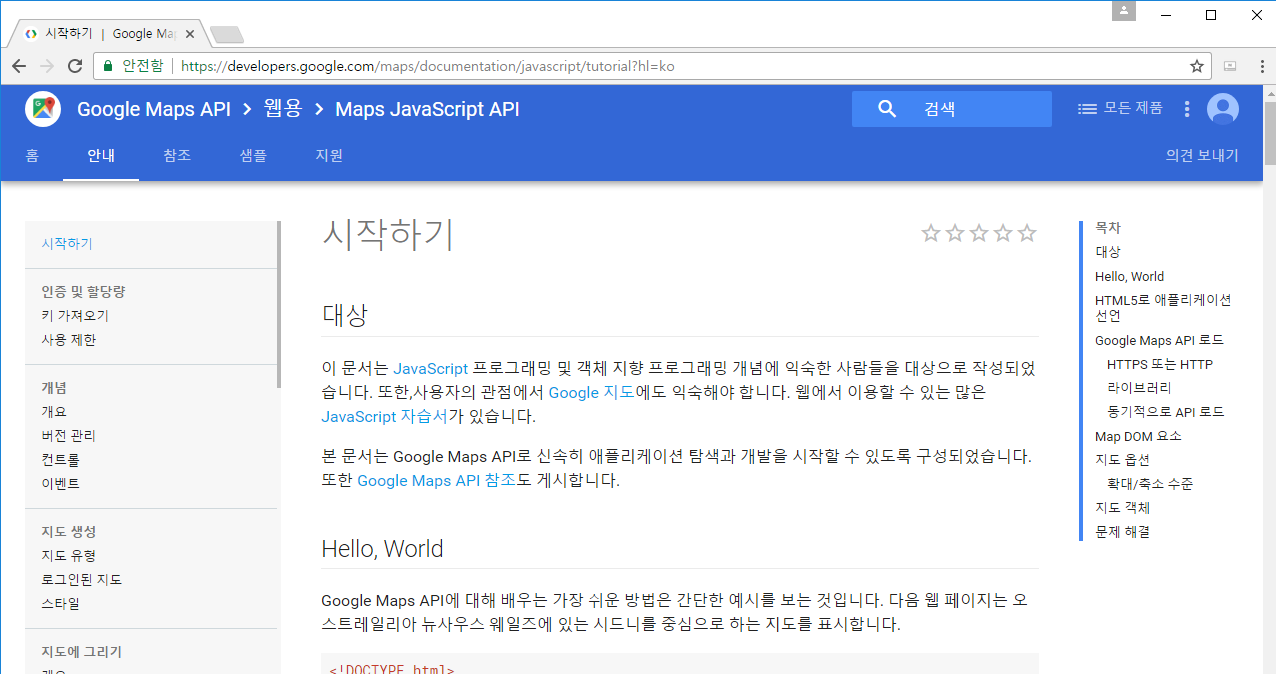 시작하기 | Google Ma
안전함 https://developers.google.com/maps/documentation/javascript/tutorial?hl=ko
Google Maps API > 웹용 > Maps JavaScript API
검색
모든 제품
홈 안내 참조 샘플 지원
의견 보내기
시작하기
인증 및 할당량
키 가져오기
사용 제한
개념
개요
버전 관리
컨트롤
이벤트
지도 생성
지도 유형
로그인된 지도
스타일
지도에 그리기
시작하기
대상
이 문서는 JavaScript 프로그래밍 및 객체 지향 프로그래밍 개념에 익숙한 사람들을 대상으로 작성되었
습니다. 또한,사용자의 관점에서 Google 지도에도 익숙해야 합니다. 웹에서 이용할 수 있는 많은
JavaScript 자습서가 있습니다.
본 문서는 Google Maps API로 신속히 애플리케이션 탐색과 개발을 시작할 수 있도록 구성되었습니다.
또한 Google Maps API 참조도 게시합니다.
Hello, World
Google Maps API에 대해 배우는 가장 쉬운 방법은 간단한 예시를 보는 것입니다. 다음 웹 페이지는 오
스트레일리아 뉴사우스 웨일즈에 있는 시드니를 중심으로 하는 지도를 표시합니다.
<!DOCTYPE html>
목차
대상
Hello, World
HTML5로 애플리케이션
선언
Google Maps API 로드
HTTPS 또는 HTTP
라이브러리
동기적으로 API 로드
Map DOM 요소
지도 옵션
확대/축소 수준
지도 객체
문제 해결